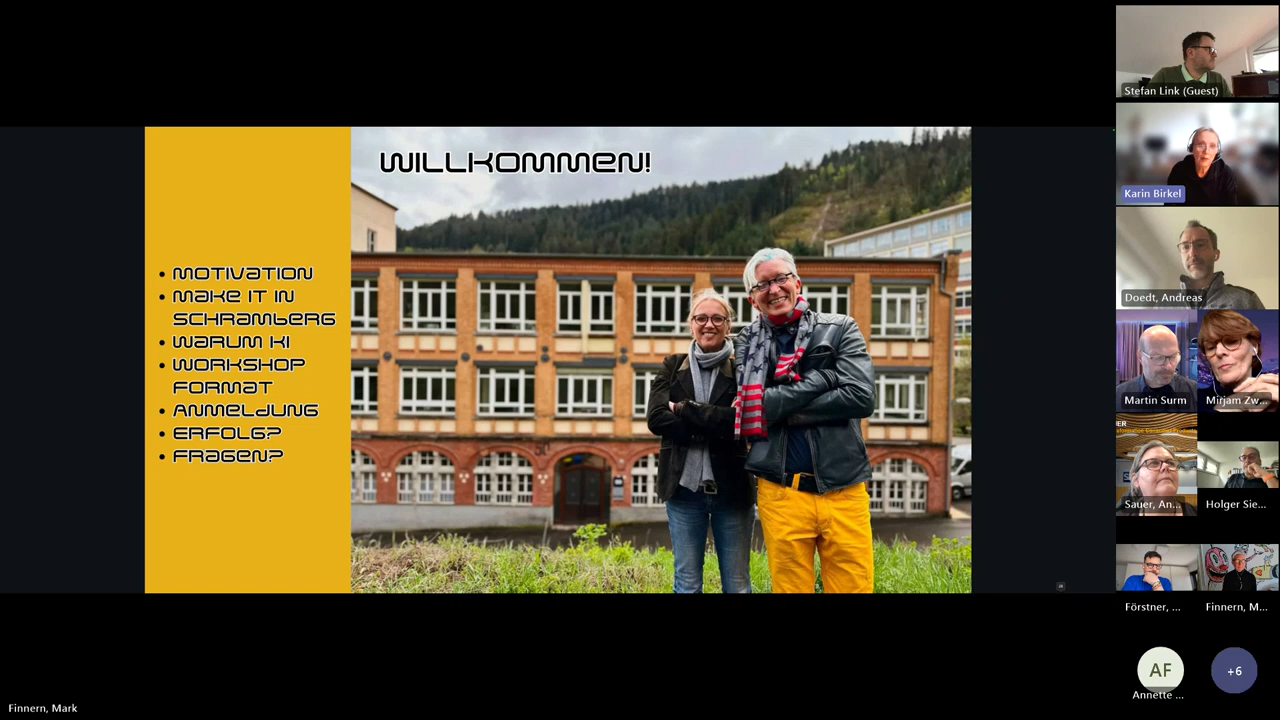 WILLKOMMEN!
• MOTIVATION
• MAKE IT IN
SCHRAMBERG
• WARUM KI
• WORKSHOP
FORMAT
• ANMELDUNG
• ERFOLG?
• FRAGEN?
Stefan Link (Guest)
Karin Birkel
Doedt, Andreas
Martin Surm
Mirjam Zw...
Sauer, An...
Holger Sie...
Förstner, ...
Finnern, M...
AF
Annette ...
+6
Finnern, Mark